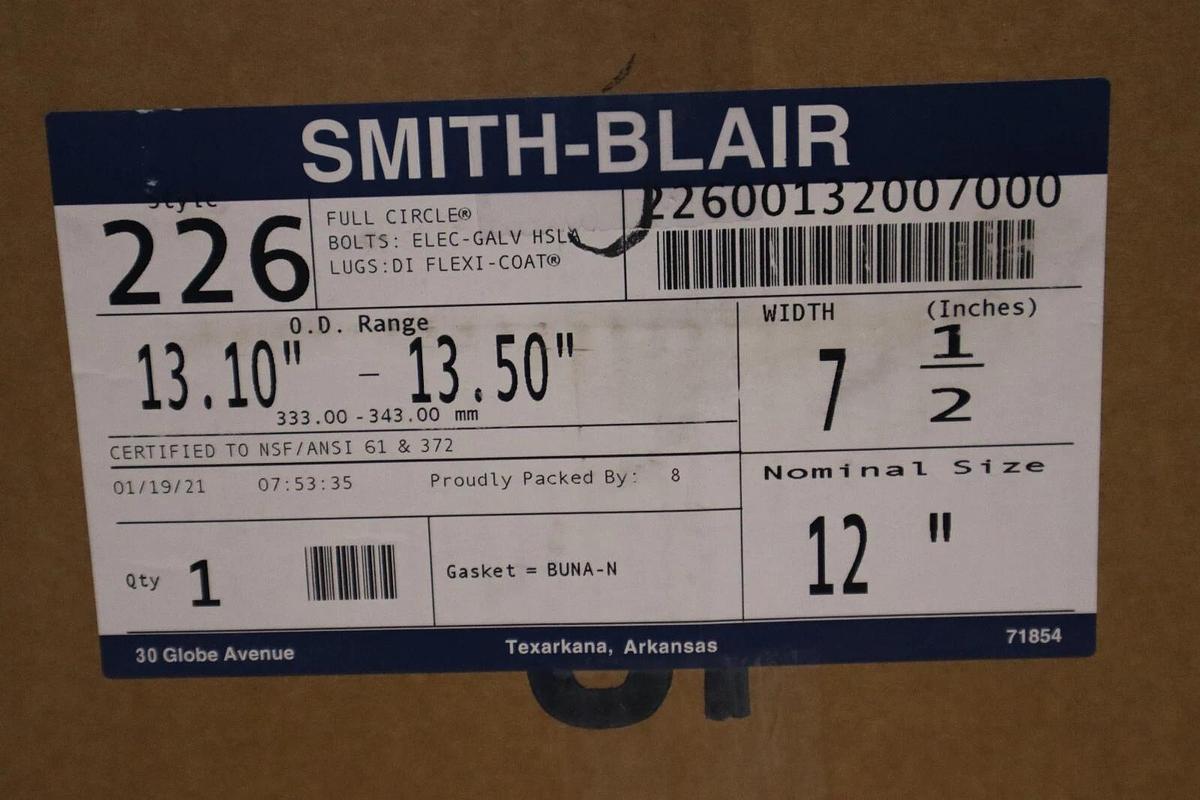 SMITH-BLAIR
Style
226
FULL CIRCLE®
BOLTS: ELEC-GALV HSLA
LUGS:DI FLEXI-COAT®
22600132007000
O.D. Range
13.10" - 13.50"
333.00 - 343.00 mm
WIDTH (Inches)
7 1/2
CERTIFIED TO NSF/ANSI 61 & 372
01/19/21 07:53:35 Proudly Packed By: 8
Nominal Size
12 "
Qty 1
Gasket = BUNA-N
30 Globe Avenue Texarkana, Arkansas 71854